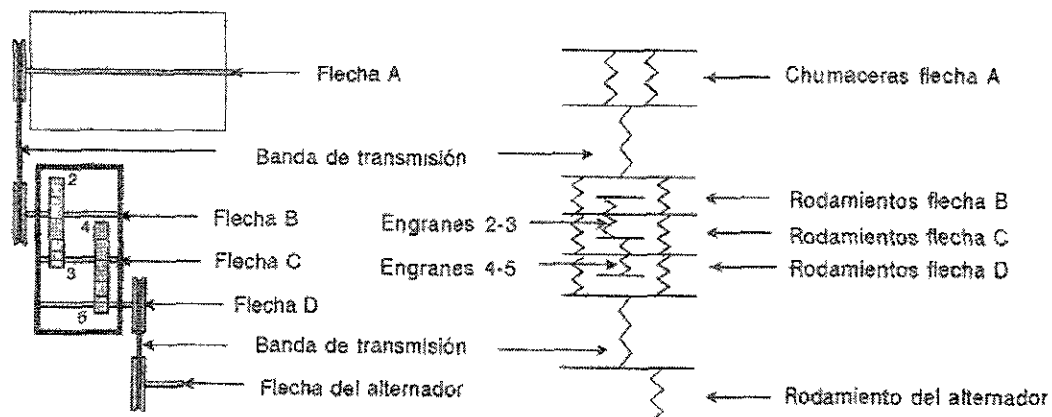 Flecha A
Chumaceras flecha A
Banda de transmisión
2
Flecha B
Rodamientos flecha B
4
Engranes 2-3
Rodamientos flecha C
3
Flecha C
Engranes 4-5
Rodamientos flecha D
5
Flecha D
Banda de transmisión
Flecha del alternador
Rodamiento del alternador